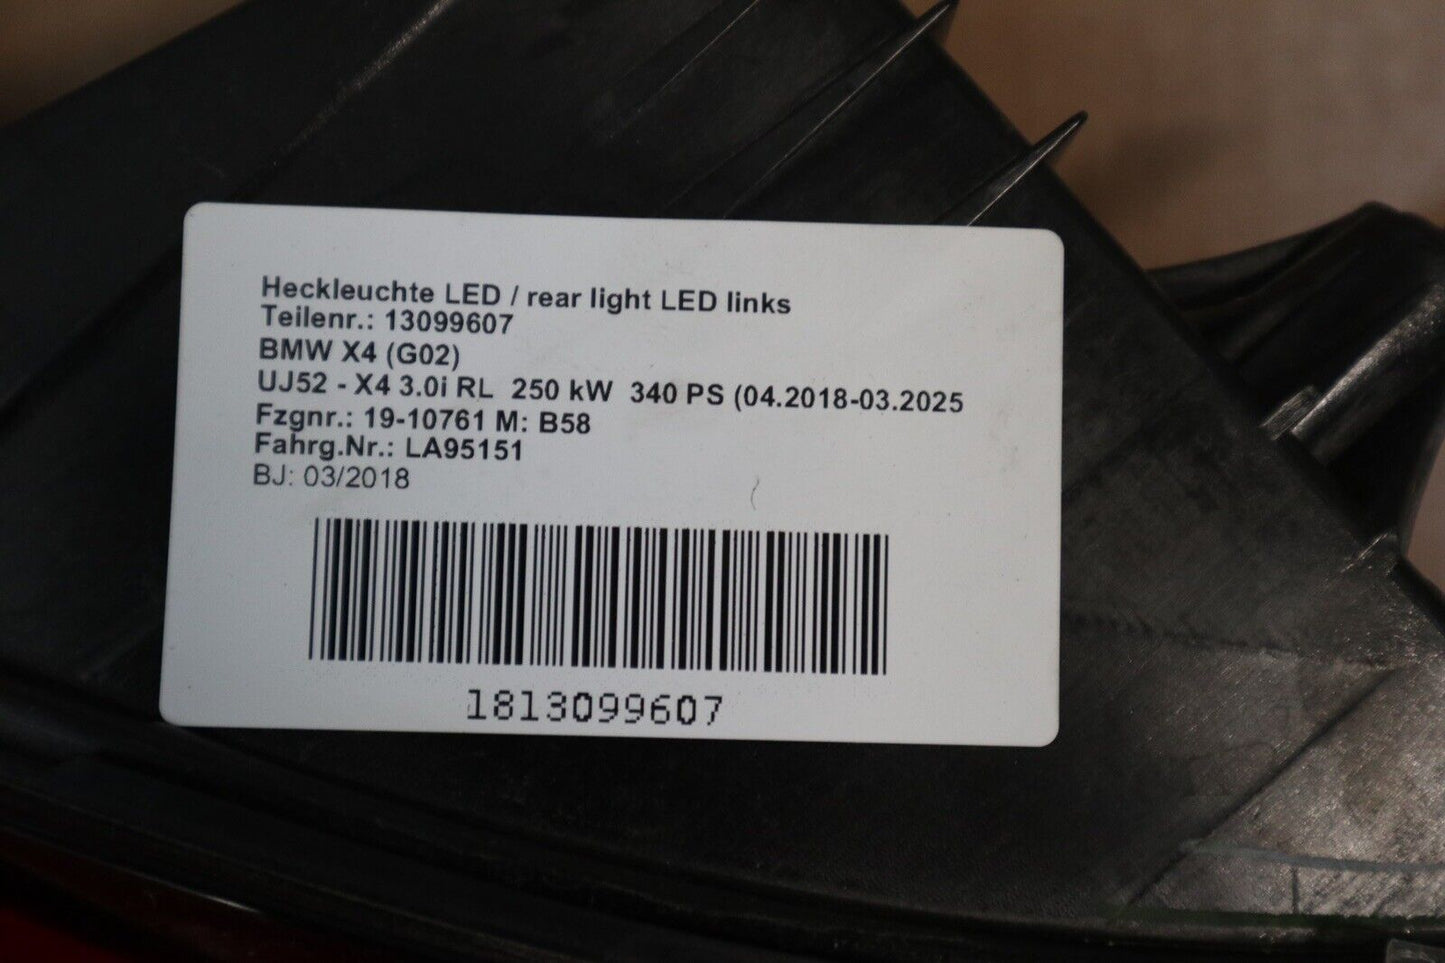 Heckleuchte LED / rear light LED links
Teilenr.: 13099607
BMW X4 (G02)
UJ52 - X4 3.0i RL 250 kW 340 PS (04.2018-03.2025
Fzgnr.: 19-10761 M: B58
Fahrg.Nr.: LA95151
BJ: 03/2018
1813099607